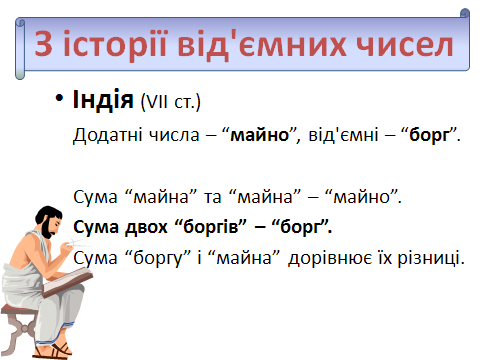 З історії від'ємних чисел
• Індія (VII ст.)
Додатні числа – “майно”, від'ємні – “борг”.
Сума “майна” та “майна” – “майно”.
Сума двох “боргів” – “борг”.
Сума “боргу” і “майна” дорівнює їх різниці.